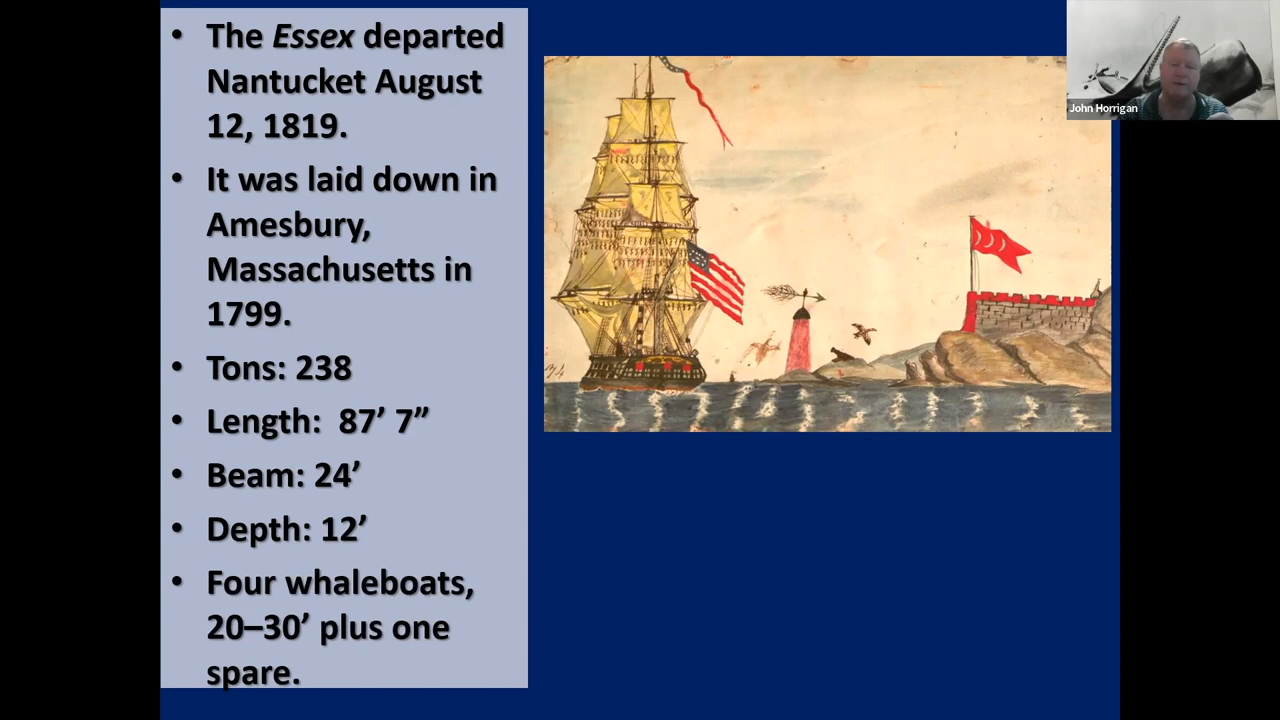 • The Essex departed
Nantucket August
12, 1819.
• It was laid down in
Amesbury,
Massachusetts in
1799.
• Tons: 238
• Length:  87’ 7”
• Beam: 24’
• Depth: 12’
• Four whaleboats,
20–30’ plus one
spare.
John Horrigan